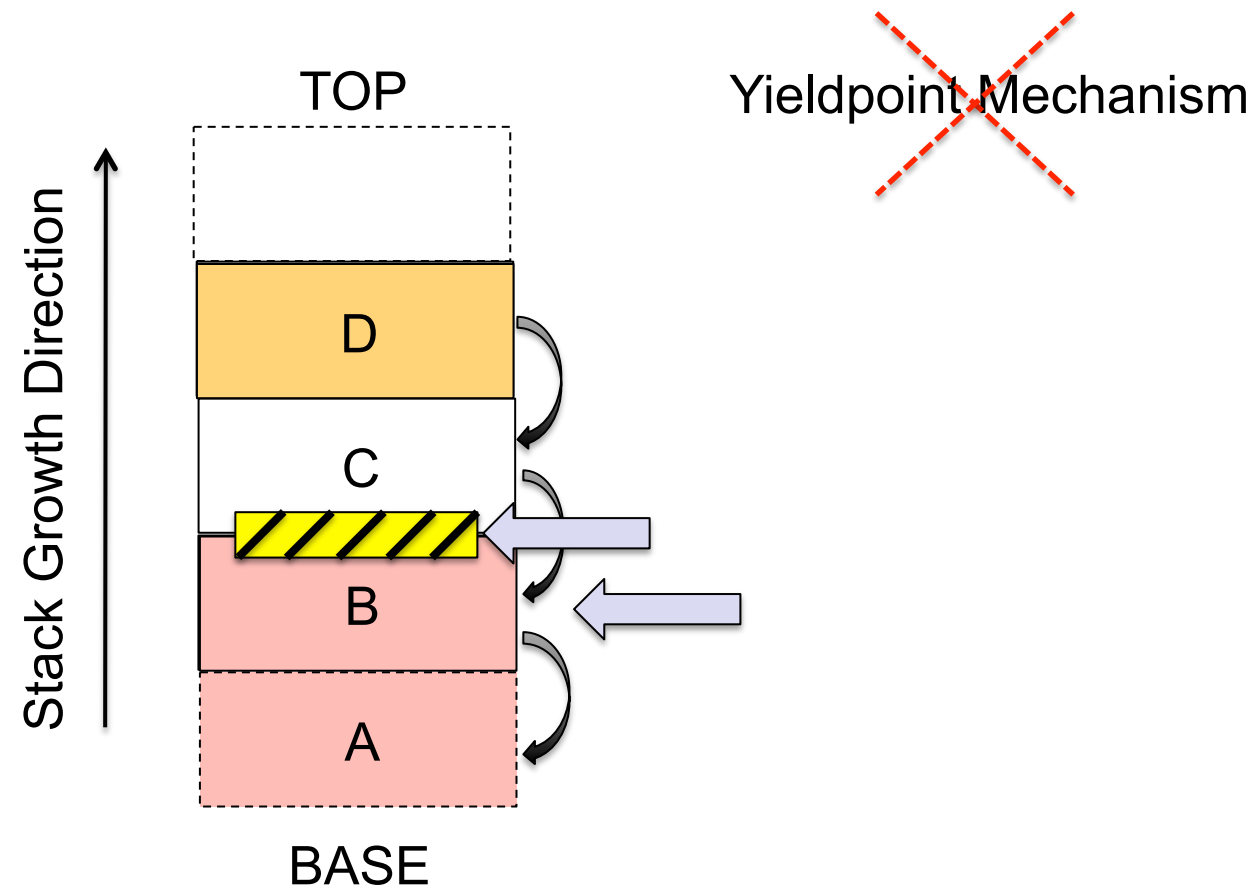 TOP
Yieldpoint Mechanism
Stack Growth Direction
D
C
B
A
BASE